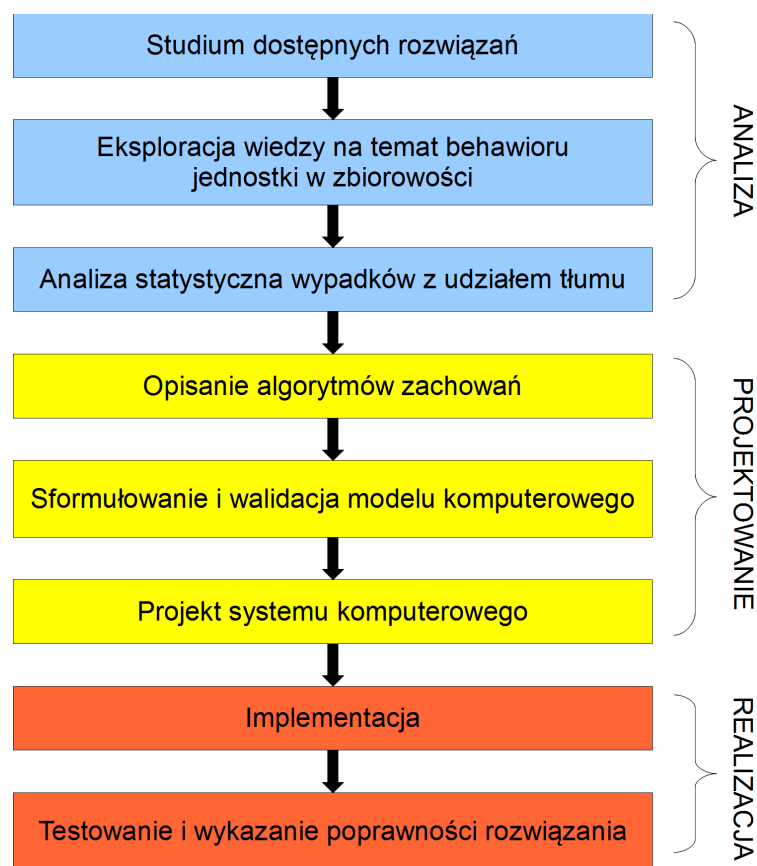 Studium dostępnych rozwiązań
Eksploracja wiedzy na temat behawioru
jednostki w zbiorowości
Analiza statystyczna wypadków z udziałem tłumu
ANALIZA
Opisanie algorytmów zachowań
Sformułowanie i walidacja modelu komputerowego
Projekt systemu komputerowego
PROJEKTOWANIE
Implementacja
Testowanie i wykazanie poprawności rozwiązania
REALIZACJA